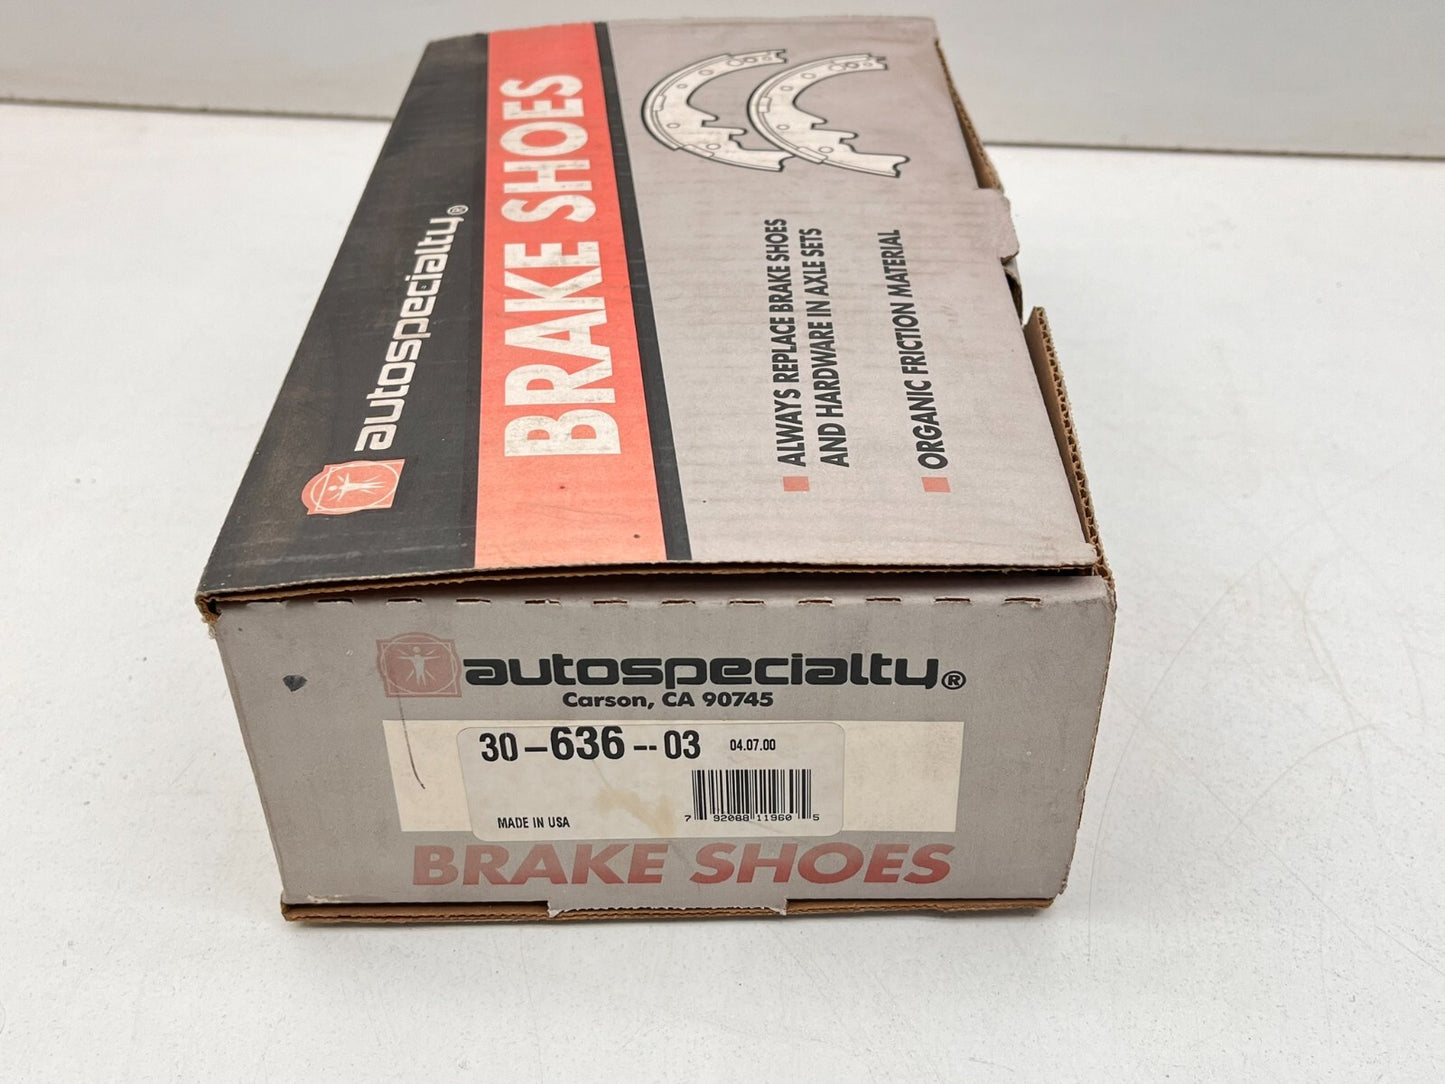 autospecialty®
BRAKE SHOES
ALWAYS REPLACE BRAKE SHOES
AND HARDWARE IN AXLE SETS
ORGANIC FRICTION MATERIAL
autospecialty®
Carson, CA 90745
30-636--03 04.07.00
MADE IN USA
7 92088 11960 5
BRAKE SHOES